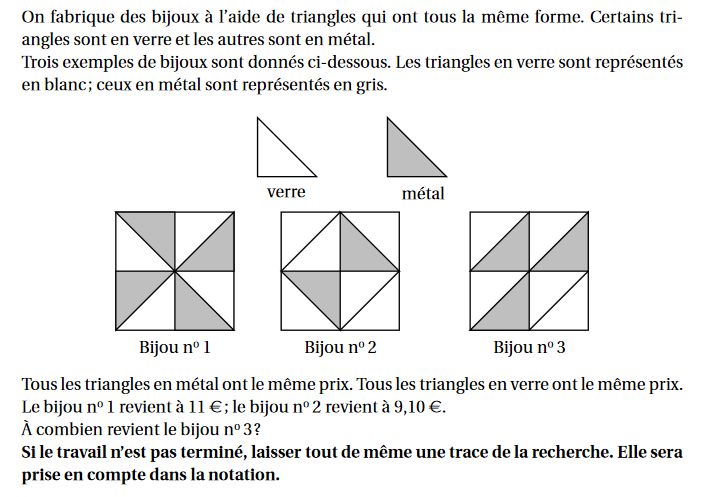 On fabrique des bijoux à l'aide de triangles qui ont tous la même forme. Certains tri-
angles sont en verre et les autres sont en métal.
Trois exemples de bijoux sont donnés ci-dessous. Les triangles en verre sont représentés
en blanc; ceux en métal sont représentés en gris.
verre
métal
Bijou nº 1
Bijou nº 2
Bijou nº 3
Tous les triangles en métal ont le même prix. Tous les triangles en verre ont le même prix.
Le bijou nº 1 revient à 11 €; le bijou nº 2 revient à 9,10 €.
À combien revient le bijou nº 3?
Si le travail n'est pas terminé, laisser tout de même une trace de la recherche. Elle sera
prise en compte dans la notation.